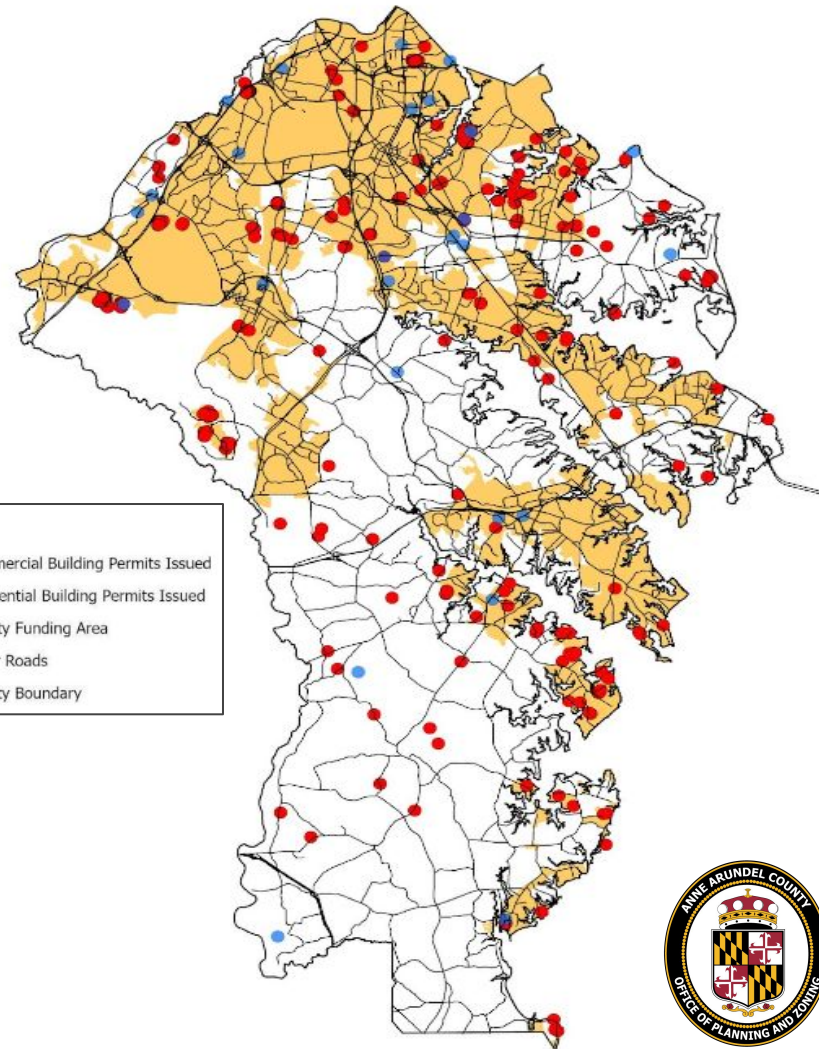 mercial Building Permits Issued
ential Building Permits Issued
ty Funding Area
r Roads
ty Boundary
ANNE ARUNDEL COUNTY
OFFICE OF PLANNING AND ZONING